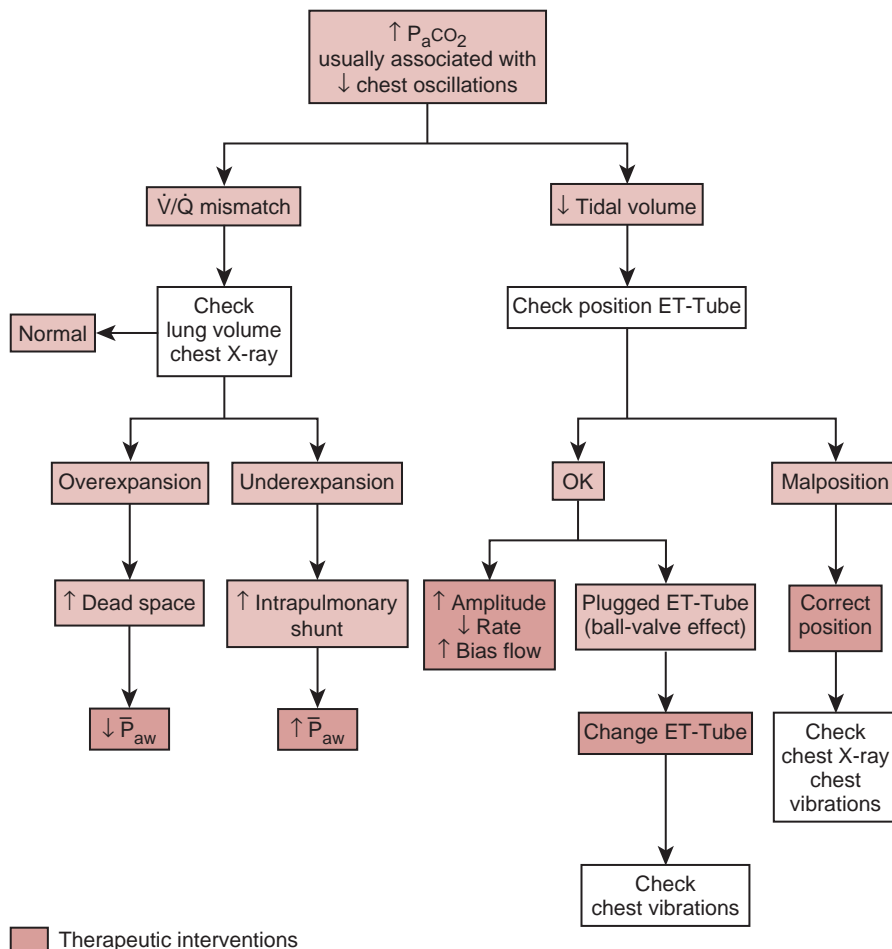 ↑ PaCO2
usually associated with
↓ chest oscillations
V̇/Q̇ mismatch
↓ Tidal volume
Check
lung volume
chest X-ray
Normal
Check position ET-Tube
Overexpansion
Underexpansion
OK
Malposition
↑ Dead space
↑ Intrapulmonary
shunt
↑ Amplitude
↓ Rate
↑ Bias flow
Plugged ET-Tube
(ball-valve effect)
Correct
position
↓ P̅aw
↑ P̅aw
Change ET-Tube
Check
chest X-ray
chest
vibrations
Check
chest vibrations
Therapeutic interventions